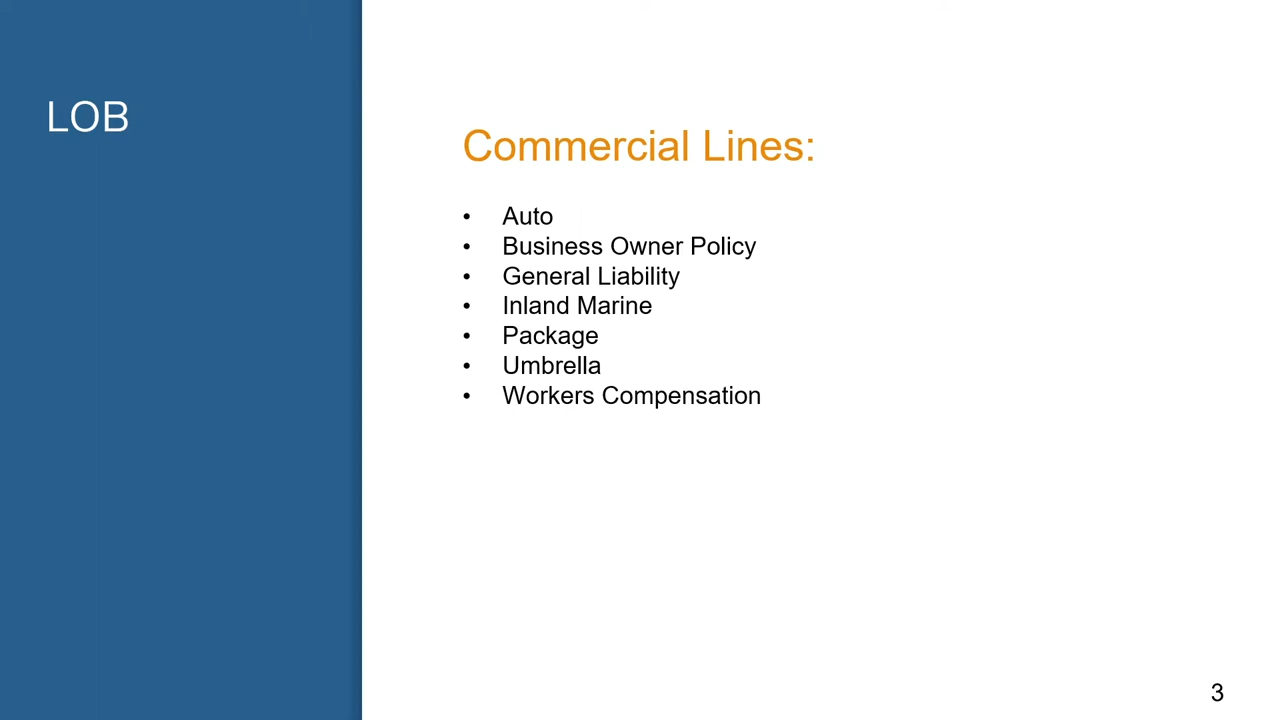 LOB
Commercial Lines:
• Auto
• Business Owner Policy
• General Liability
• Inland Marine
• Package
• Umbrella
• Workers Compensation
3